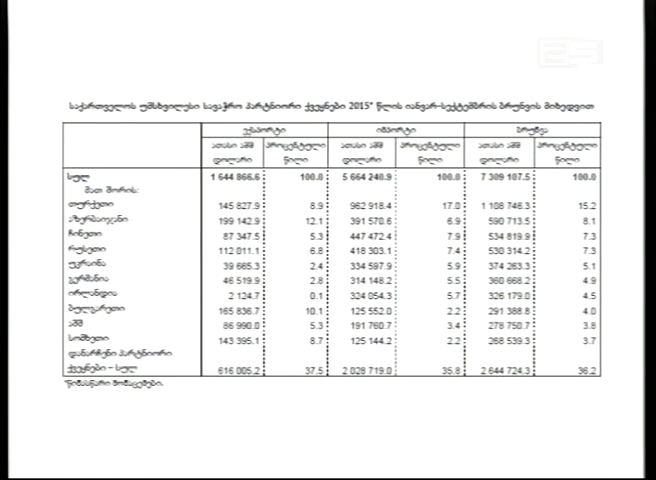 25
საქართველოს უმსხვილესი სავაჭრო პარტნიორი ქვეყნები 2015* წლის იანვარ-სექტემბრის ბრუნვის მიხედვით
ექსპორტი იმპორტი ბრუნვა
ათასი აშშ პროცენტული ათასი აშშ პროცენტული ათასი აშშ პროცენტული
დოლარი წილი დოლარი წილი დოლარი წილი
სულ 1 644 866.6 100.0 5 664 240.9 100.0 7 309 107.5 100.0
მათ შორის:
თურქეთი 145 827.9 8.9 962 918.4 17.0 1 108 746.3 15.2
აზერბაიჯანი 199 142.9 12.1 391 570.6 6.9 590 713.5 8.1
ჩინეთი 87 347.5 5.3 447 472.4 7.9 534 819.9 7.3
რუსეთი 112 011.1 6.8 418 303.1 7.4 530 314.2 7.3
უკრაინა 39 665.3 2.4 334 597.9 5.9 374 263.3 5.1
გერმანია 46 519.9 2.8 314 148.2 5.5 360 668.2 4.9
ირლანდია 2 124.7 0.1 324 054.3 5.7 326 179.0 4.5
ბულგარეთი 165 836.7 10.1 125 552.0 2.2 291 388.8 4.0
აშშ 86 990.0 5.3 191 760.7 3.4 278 750.7 3.8
სომხეთი 143 395.1 8.7 125 144.2 2.2 268 539.3 3.7
დანარჩენი პარტნიორი
ქვეყნები – სულ 616 005.2 37.5 2 028 719.0 35.8 2 644 724.3 36.2
*წინასწარი მონაცემები.